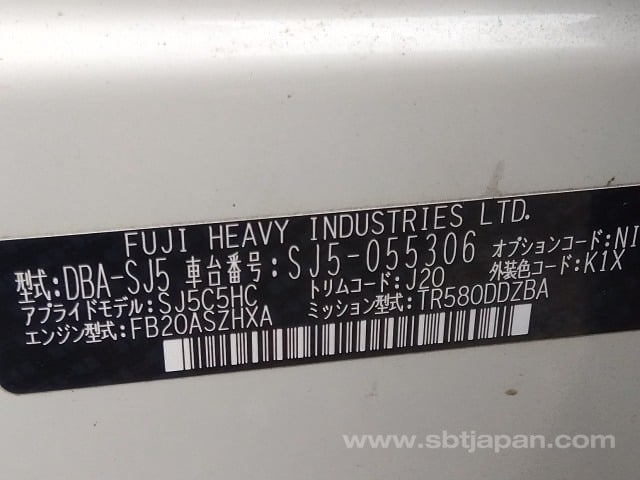 FUJI HEAVY INDUSTRIES LTD.
型式:DBA-SJ5 車台番号:SJ5-055306 オプションコード:NI
アプライドモデル:SJ5C5HC トリムコード:J20 外装色コード:K1X
エンジン型式:FB20ASZHXA ミッション型式:TR580DDZBA
www.sbtjapan.com